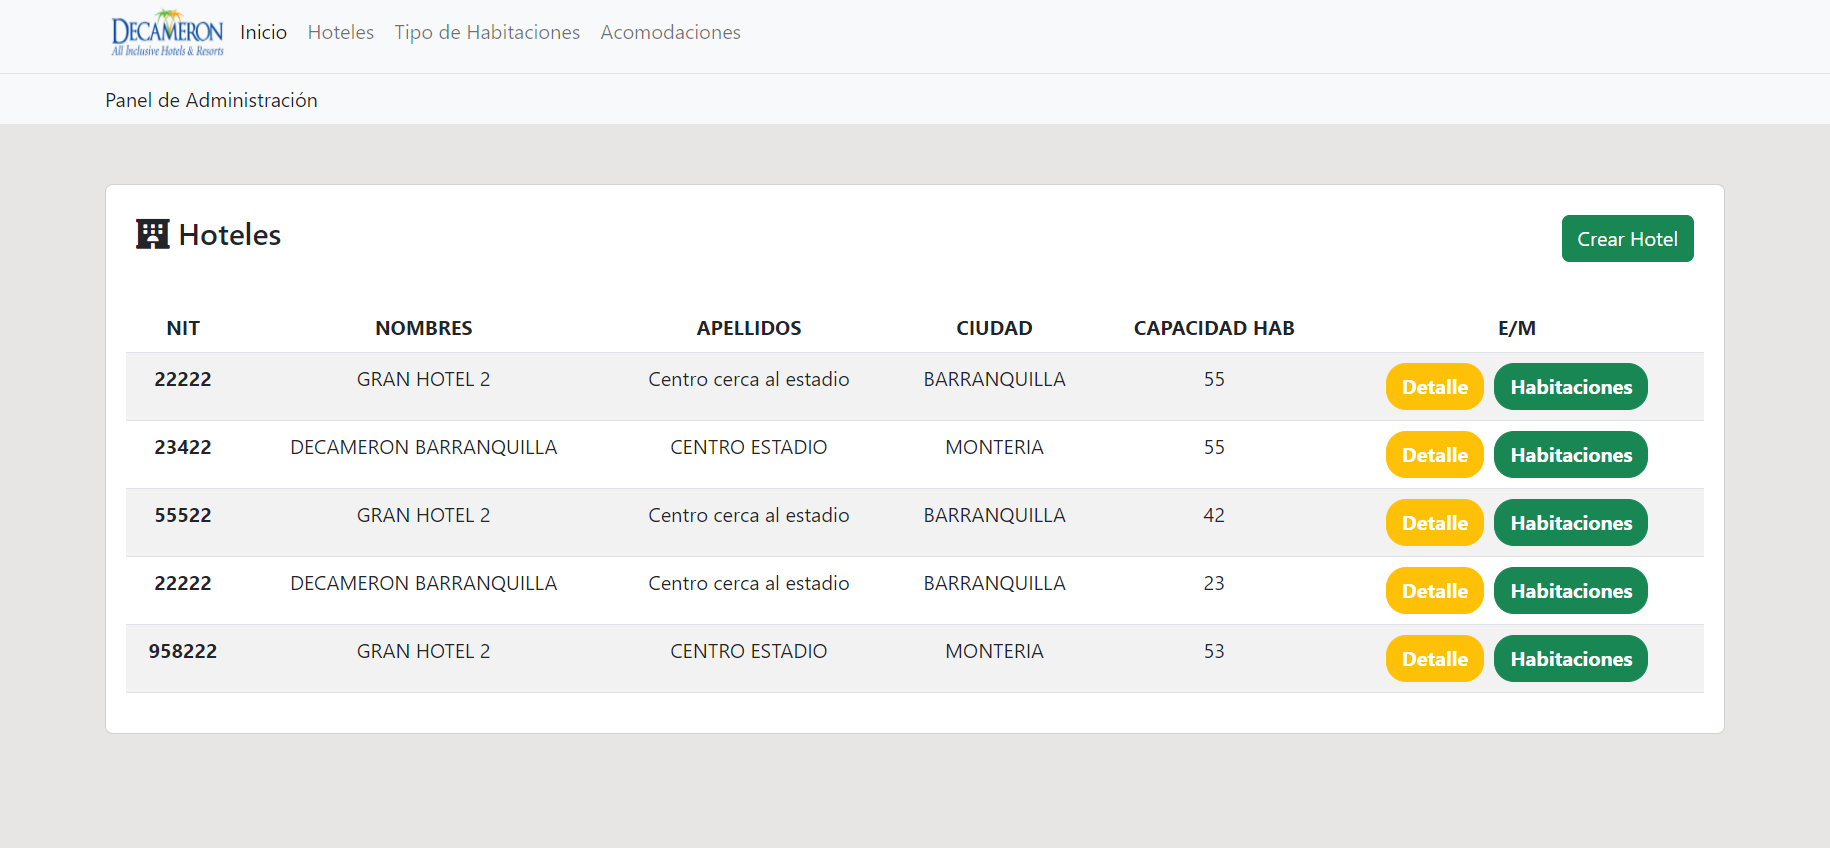 DECAMERON
All Inclusive Hotels & Resorts
Inicio Hoteles Tipo de Habitaciones Acomodaciones
Panel de Administración
Hoteles
Crear Hotel
NIT NOMBRES APELLIDOS CIUDAD CAPACIDAD HAB E/M
22222 GRAN HOTEL 2 Centro cerca al estadio BARRANQUILLA 55 Detalle Habitaciones
23422 DECAMERON BARRANQUILLA CENTRO ESTADIO MONTERIA 55 Detalle Habitaciones
55522 GRAN HOTEL 2 Centro cerca al estadio BARRANQUILLA 42 Detalle Habitaciones
22222 DECAMERON BARRANQUILLA Centro cerca al estadio BARRANQUILLA 23 Detalle Habitaciones
958222 GRAN HOTEL 2 CENTRO ESTADIO MONTERIA 53 Detalle Habitaciones